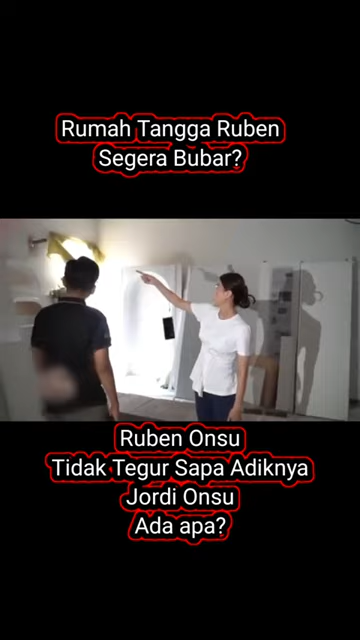 Rumah Tangga Ruben
Segera Bubar?
Ruben Onsu
Tidak Tegur Sapa Adiknya
Jordi Onsu
Ada apa?